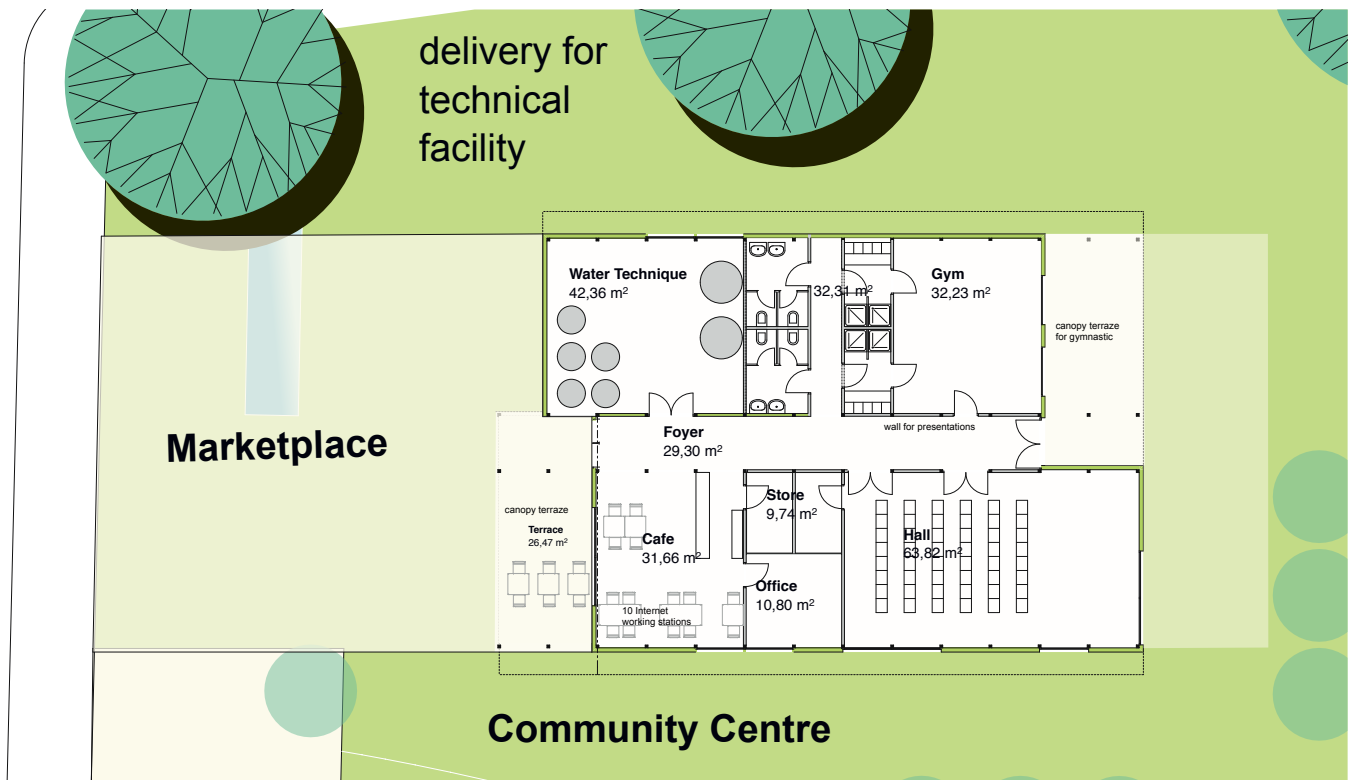 delivery for
technical
facility
Water Technique
42,36 m²
32,31 m²
Gym
32,23 m²
canopy terraze
for gymnastic
Marketplace
Foyer
29,30 m²
wall for presentations
canopy terraze
Terrace
26,47 m²
Cafe
31,66 m²
Store
9,74 m²
Hall
63,82 m²
Office
10,80 m²
10 Internet
working stations
Community Centre